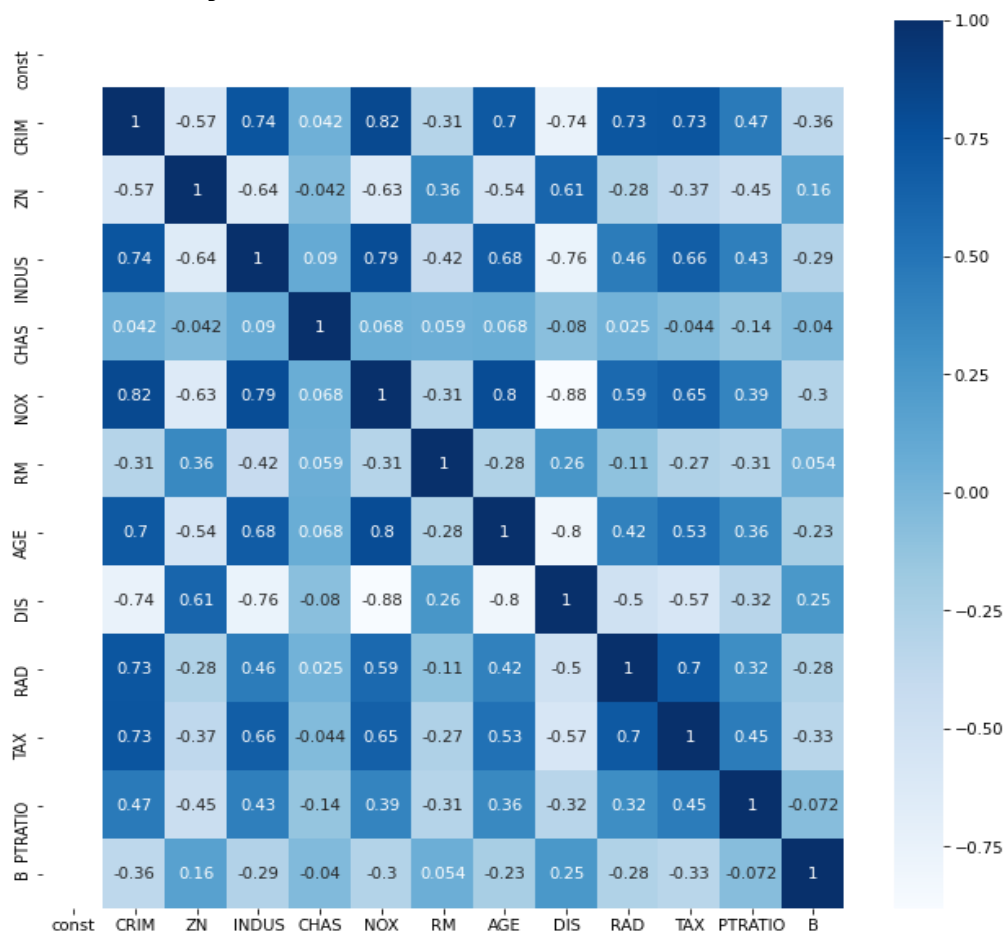 1.00
const
CRIM 1 -0.57 0.74 0.042 0.82 -0.31 0.7 -0.74 0.73 0.73 0.47 -0.36
0.75
ZN -0.57 1 -0.64 -0.042 -0.63 0.36 -0.54 0.61 -0.28 -0.37 -0.45 0.16
0.50
INDUS 0.74 -0.64 1 0.09 0.79 -0.42 0.68 -0.76 0.46 0.66 0.43 -0.29
CHAS 0.042 -0.042 0.09 1 0.068 0.059 0.068 -0.08 0.025 -0.044 -0.14 -0.04
0.25
NOX 0.82 -0.63 0.79 0.068 1 -0.31 0.8 -0.88 0.59 0.65 0.39 -0.3
RM -0.31 0.36 -0.42 0.059 -0.31 1 -0.28 0.26 -0.11 -0.27 -0.31 0.054
0.00
AGE 0.7 -0.54 0.68 0.068 0.8 -0.28 1 -0.8 0.42 0.53 0.36 -0.23
DIS -0.74 0.61 -0.76 -0.08 -0.88 0.26 -0.8 1 -0.5 -0.57 -0.32 0.25
−0.25
RAD 0.73 -0.28 0.46 0.025 0.59 -0.11 0.42 -0.5 1 0.7 0.32 -0.28
−0.50
TAX 0.73 -0.37 0.66 -0.044 0.65 -0.27 0.53 -0.57 0.7 1 0.45 -0.33
PTRATIO 0.47 -0.45 0.43 -0.14 0.39 -0.31 0.36 -0.32 0.32 0.45 1 -0.072
−0.75
B -0.36 0.16 -0.29 -0.04 -0.3 0.054 -0.23 0.25 -0.28 -0.33 -0.072 1
const CRIM ZN INDUS CHAS NOX RM AGE DIS RAD TAX PTRATIO B